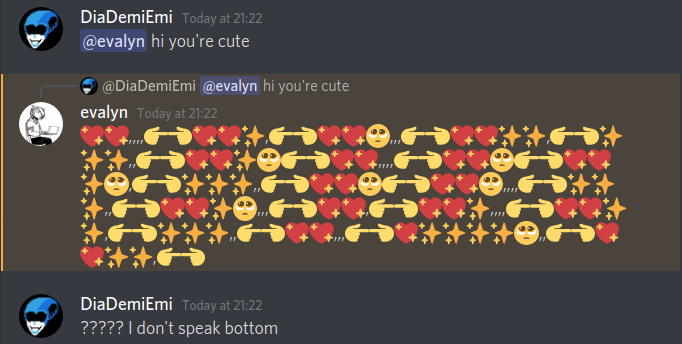 DiaDemiEmi Today at 21:22
@evalyn hi you're cute
@DiaDemiEmi @evalyn hi you're cute
evalyn Today at 21:22
💖💖,,,,👉👈💖💖✨,👉👈💖💖🥺,,,👉👈💖💖✨✨,👉👈✨
✨✨,,👉👈💖💖✨🥺👉👈💖💖,,,,👉👈💖💖🥺👉👈💖💖
✨🥺,👉👈✨✨✨,,👉👈💖💖🥺👉👈💖💖🥺,,,,👉👈✨✨
✨,,👉👈💖💖✨🥺,,,👉👈💖💖,👉👈💖💖✨,,,,👉👈💖💖✨
✨,👉👈✨✨✨,,👉👈💖💖,,,👉👈💖✨✨✨✨🥺,,👉👈💖
💖✨✨,👉👈
DiaDemiEmi Today at 21:22
????? I don't speak bottom